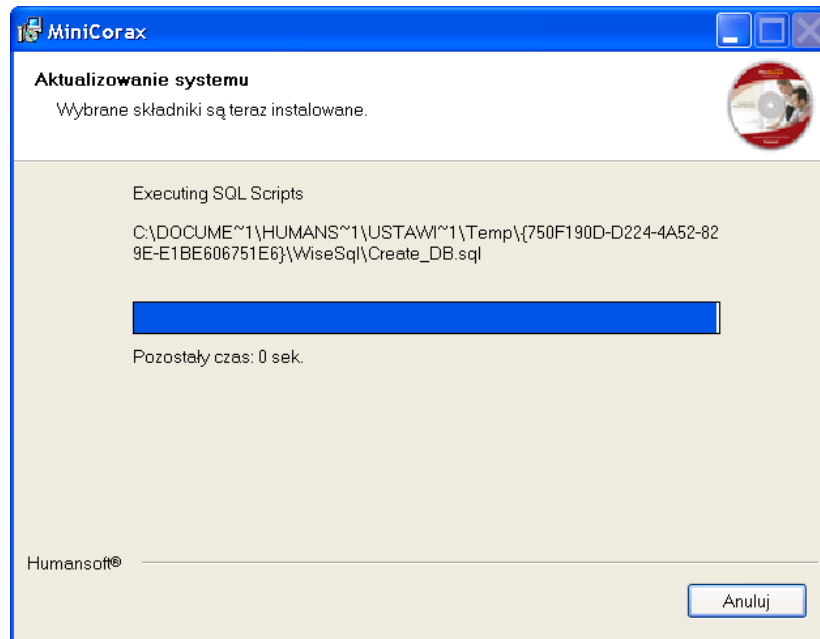 MiniCorax
Aktualizowanie systemu
Wybrane składniki są teraz instalowane.
Executing SQL Scripts
C:\DOCUME~1\HUMANS~1\USTAWI~1\Temp\{750F190D-D224-4A52-82
9E-E1BE606751E6}\WiseSql\Create_DB.sql
Pozostały czas: 0 sek.
Humansoft®
Anuluj